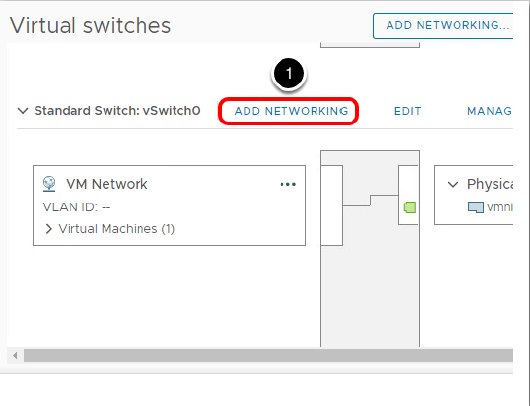 Virtual switches
ADD NETWORKING...
1
Standard Switch: vSwitch0 ADD NETWORKING EDIT MANAG
VM Network ...
VLAN ID: --
Virtual Machines (1)
Physica
vmni